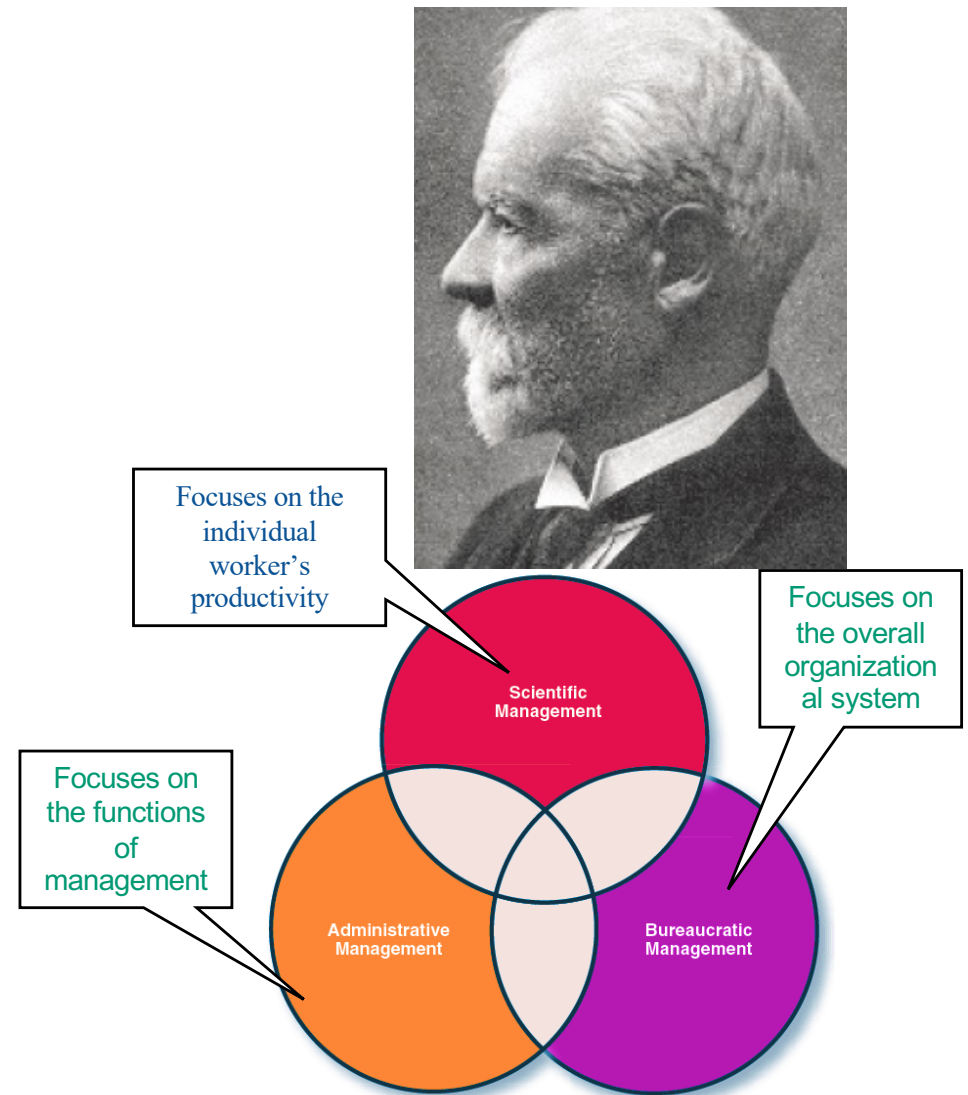 Focuses on the
individual
worker’s
productivity
Focuses on
the overall
organization
al system
Scientific
Management
Focuses on
the functions
of
management
Administrative
Management
Bureaucratic
Management